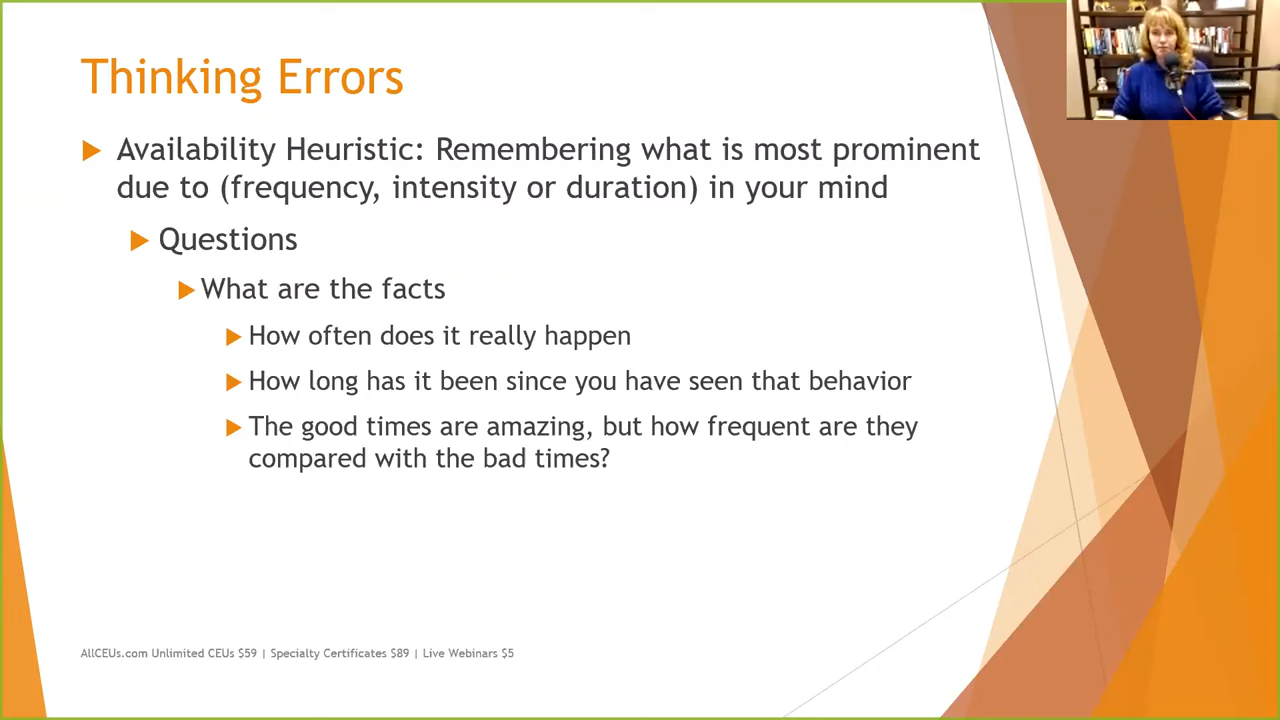 Thinking Errors
Availability Heuristic: Remembering what is most prominent
due to (frequency, intensity or duration) in your mind
Questions
What are the facts
How often does it really happen
How long has it been since you have seen that behavior
The good times are amazing, but how frequent are they
compared with the bad times?
AllCEUs.com Unlimited CEUs $59 | Specialty Certificates $89 | Live Webinars $5